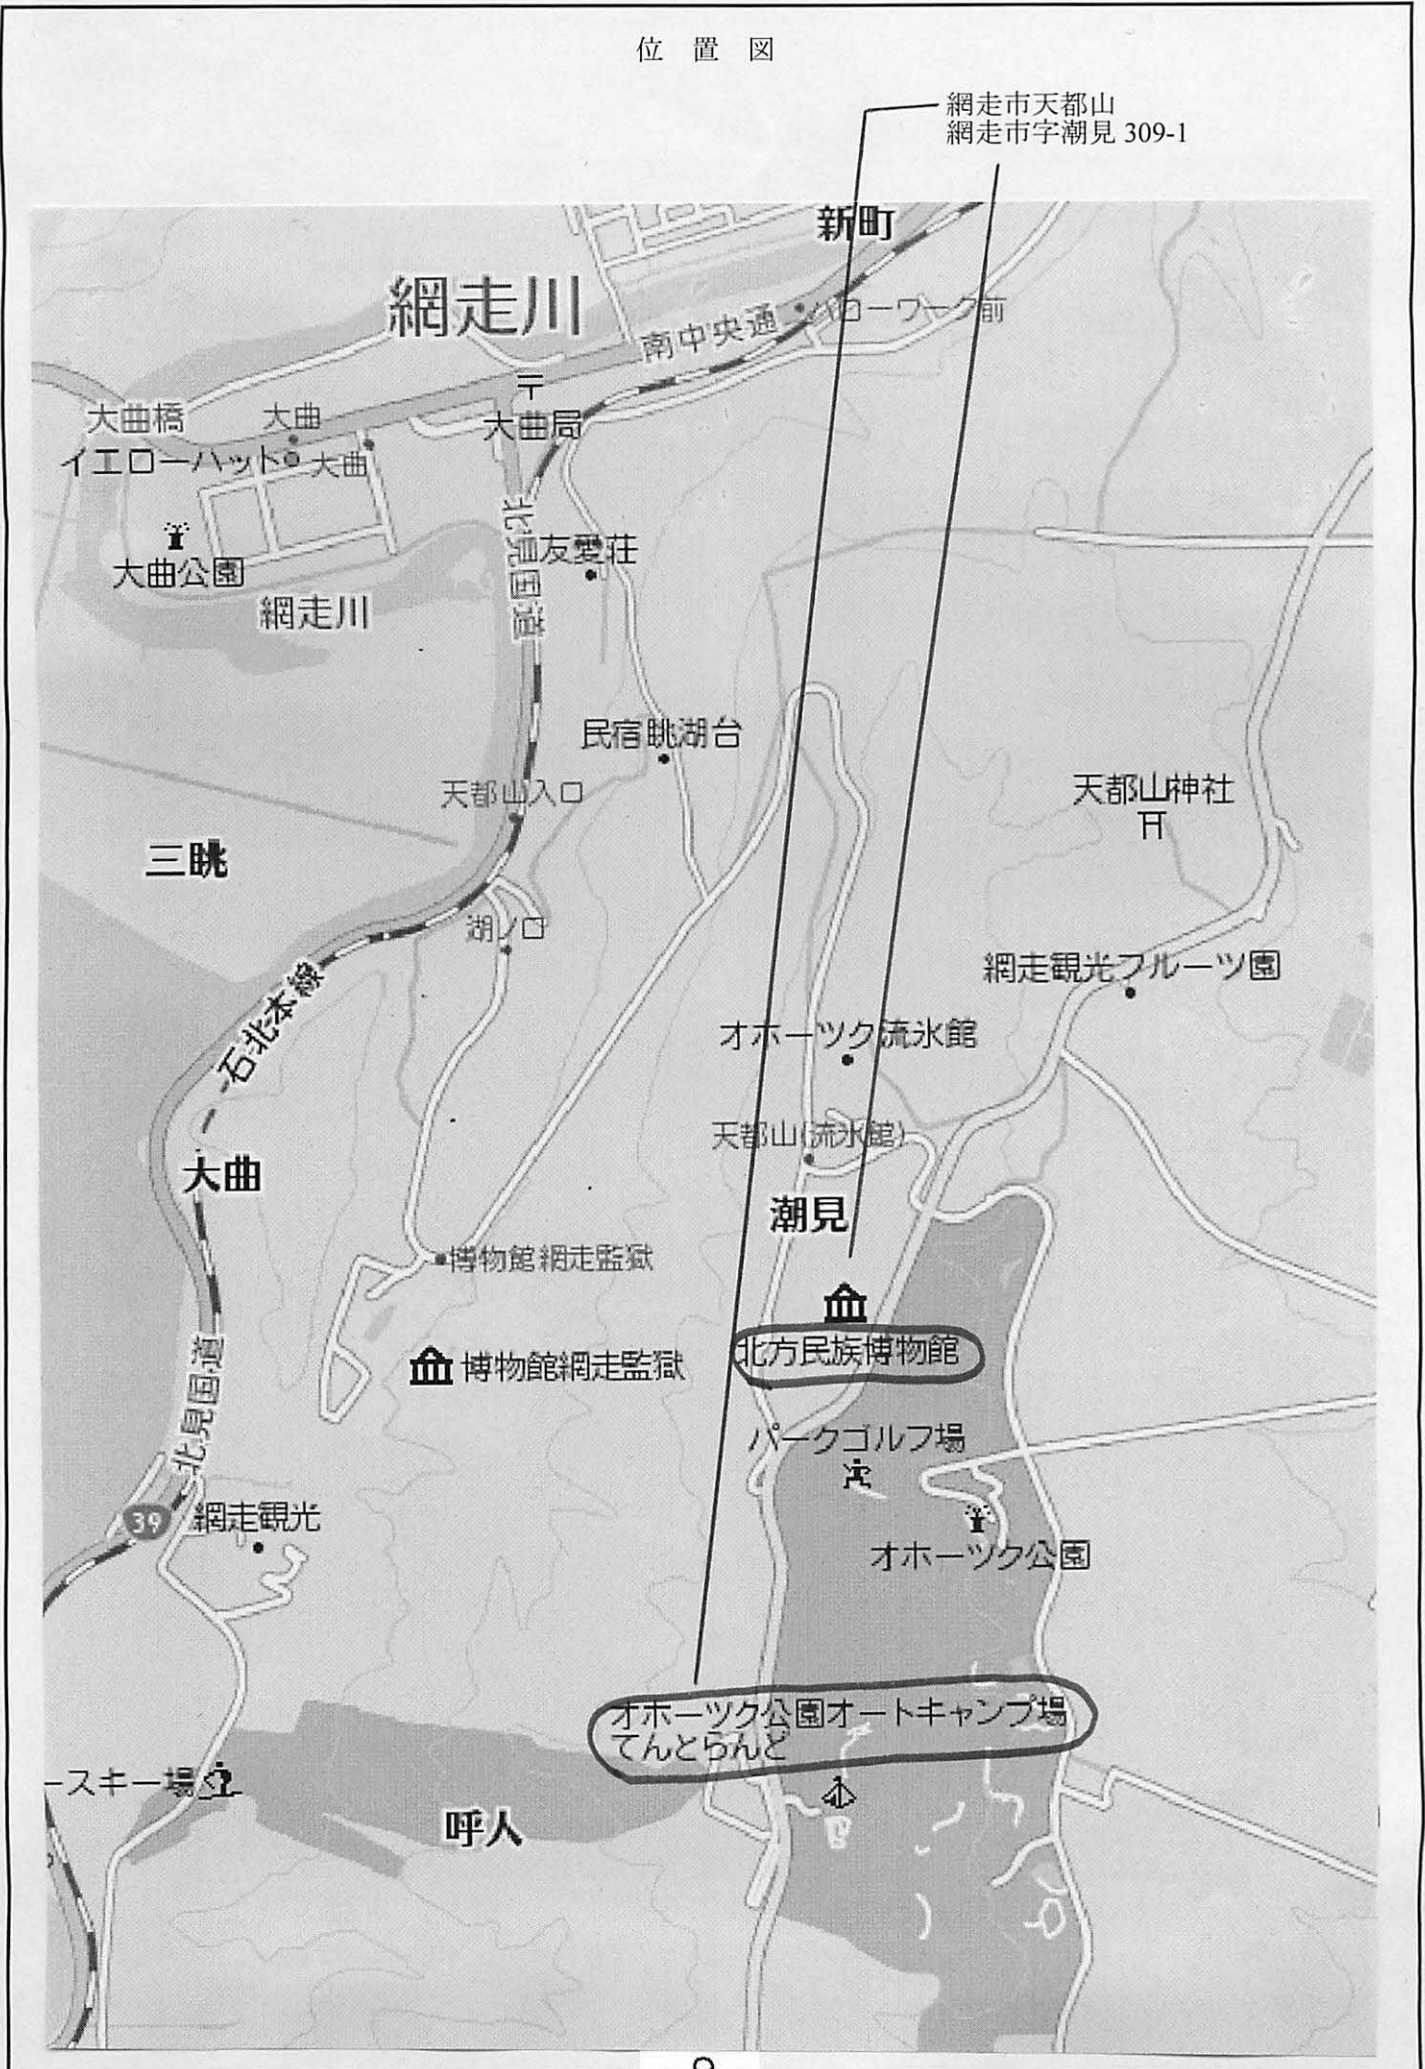 位置図
網走市天都山
網走市字潮見 309-1
新町
網走川
南中央通
ハローワーク前
〒
大曲橋
大曲
大曲局
イエローハット
大曲
北見国道
友愛荘
大曲公園
網走川
民宿眺湖台
天都山入口
天都山神社
三眺
湖ノ口
網走観光フルーツ園
石北本線
オホーツク流氷館
天都山(流氷館)
大曲
潮見
博物館網走監獄
北方民族博物館
博物館網走監獄
北見国道
パークゴルフ場
39
網走観光
オホーツク公園
オホーツク公園オートキャンプ場
てんとらんど
ースキー場
呼人